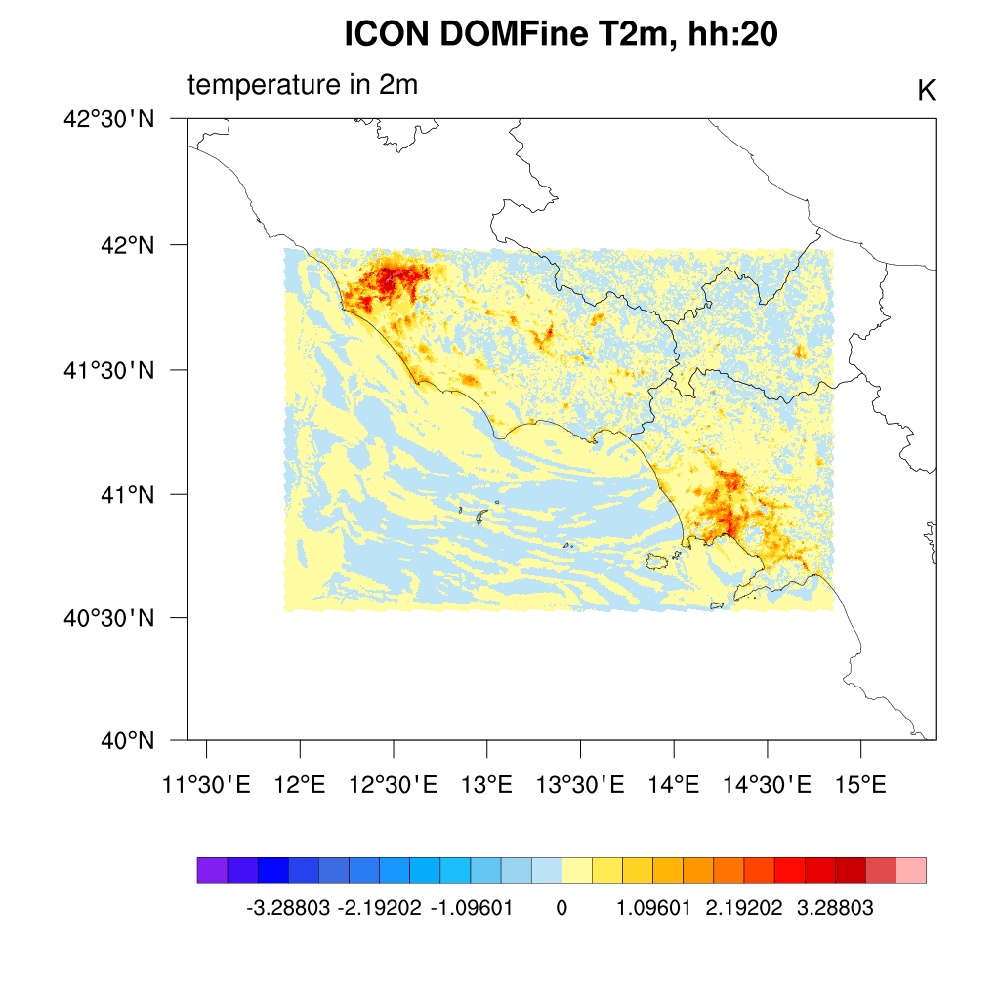 ICON DOMFine T2m, hh:20
temperature in 2m K
42°30'N
42°N
41°30'N
41°N
40°30'N
40°N
11°30'E 12°E 12°30'E 13°E 13°30'E 14°E 14°30'E 15°E
-3.28803 -2.19202 -1.09601 0 1.09601 2.19202 3.28803